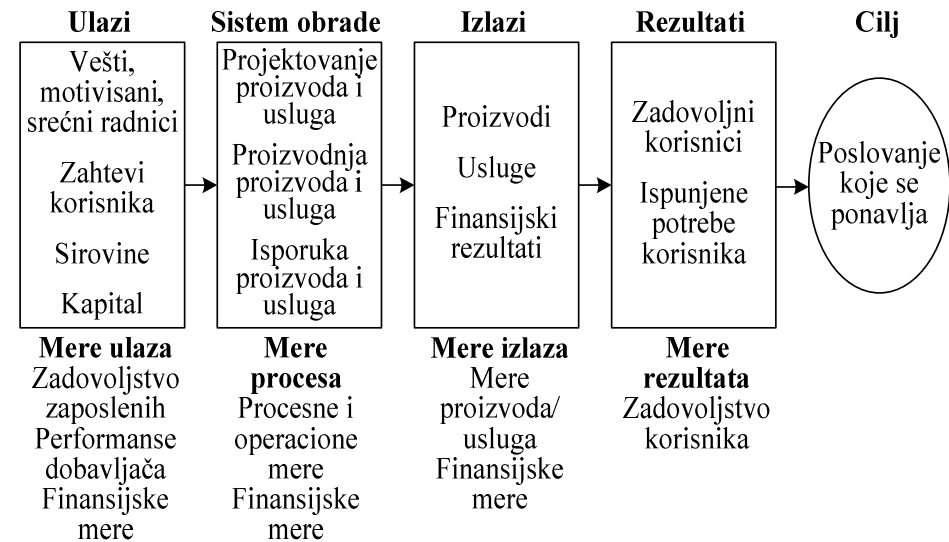 Ulazi
Vešti,
motivisani,
srećni radnici
Zahtevi
korisnika
Sirovine
Kapital
Mere ulaza
Zadovoljstvo
zaposlenih
Performanse
dobavljača
Finansijske
mere
Sistem obrade
Projektovanje
proizvoda i
usluga
Proizvodnja
proizvoda i
usluga
Isporuka
proizvoda i
usluga
Mere
procesa
Procesne i
operacione
mere
Finansijske
mere
Izlazi
Proizvodi
Usluge
Finansijski
rezultati
Mere izlaza
Mere
proizvoda/
usluga
Finansijske
mere
Rezultati
Zadovoljni
korisnici
Ispunjene
potrebe
korisnika
Mere
rezultata
Zadovoljstvo
korisnika
Cilj
Poslovanje
koje se
ponavlja